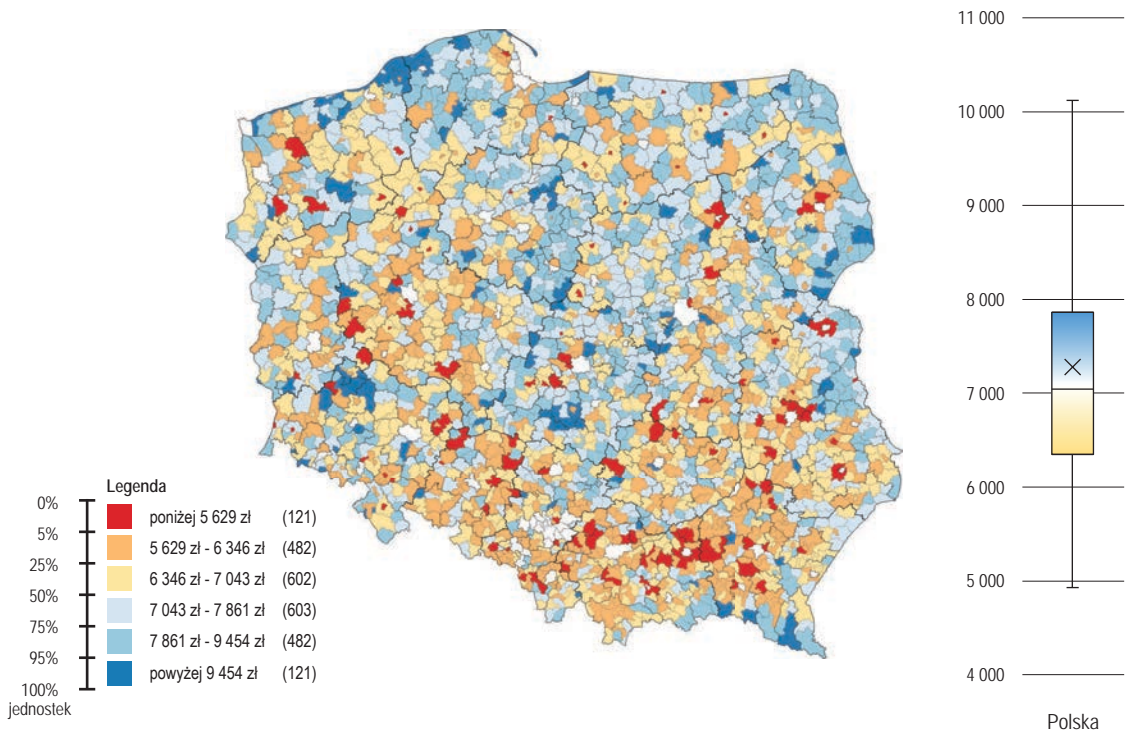 Legenda
0%
5%
25%
50%
75%
95%
100%
jednostek
poniżej 5 629 zł (121)
5 629 zł - 6 346 zł (482)
6 346 zł - 7 043 zł (602)
7 043 zł - 7 861 zł (603)
7 861 zł - 9 454 zł (482)
powyżej 9 454 zł (121)
11 000
10 000
9 000
8 000
7 000
6 000
5 000
4 000
Polska